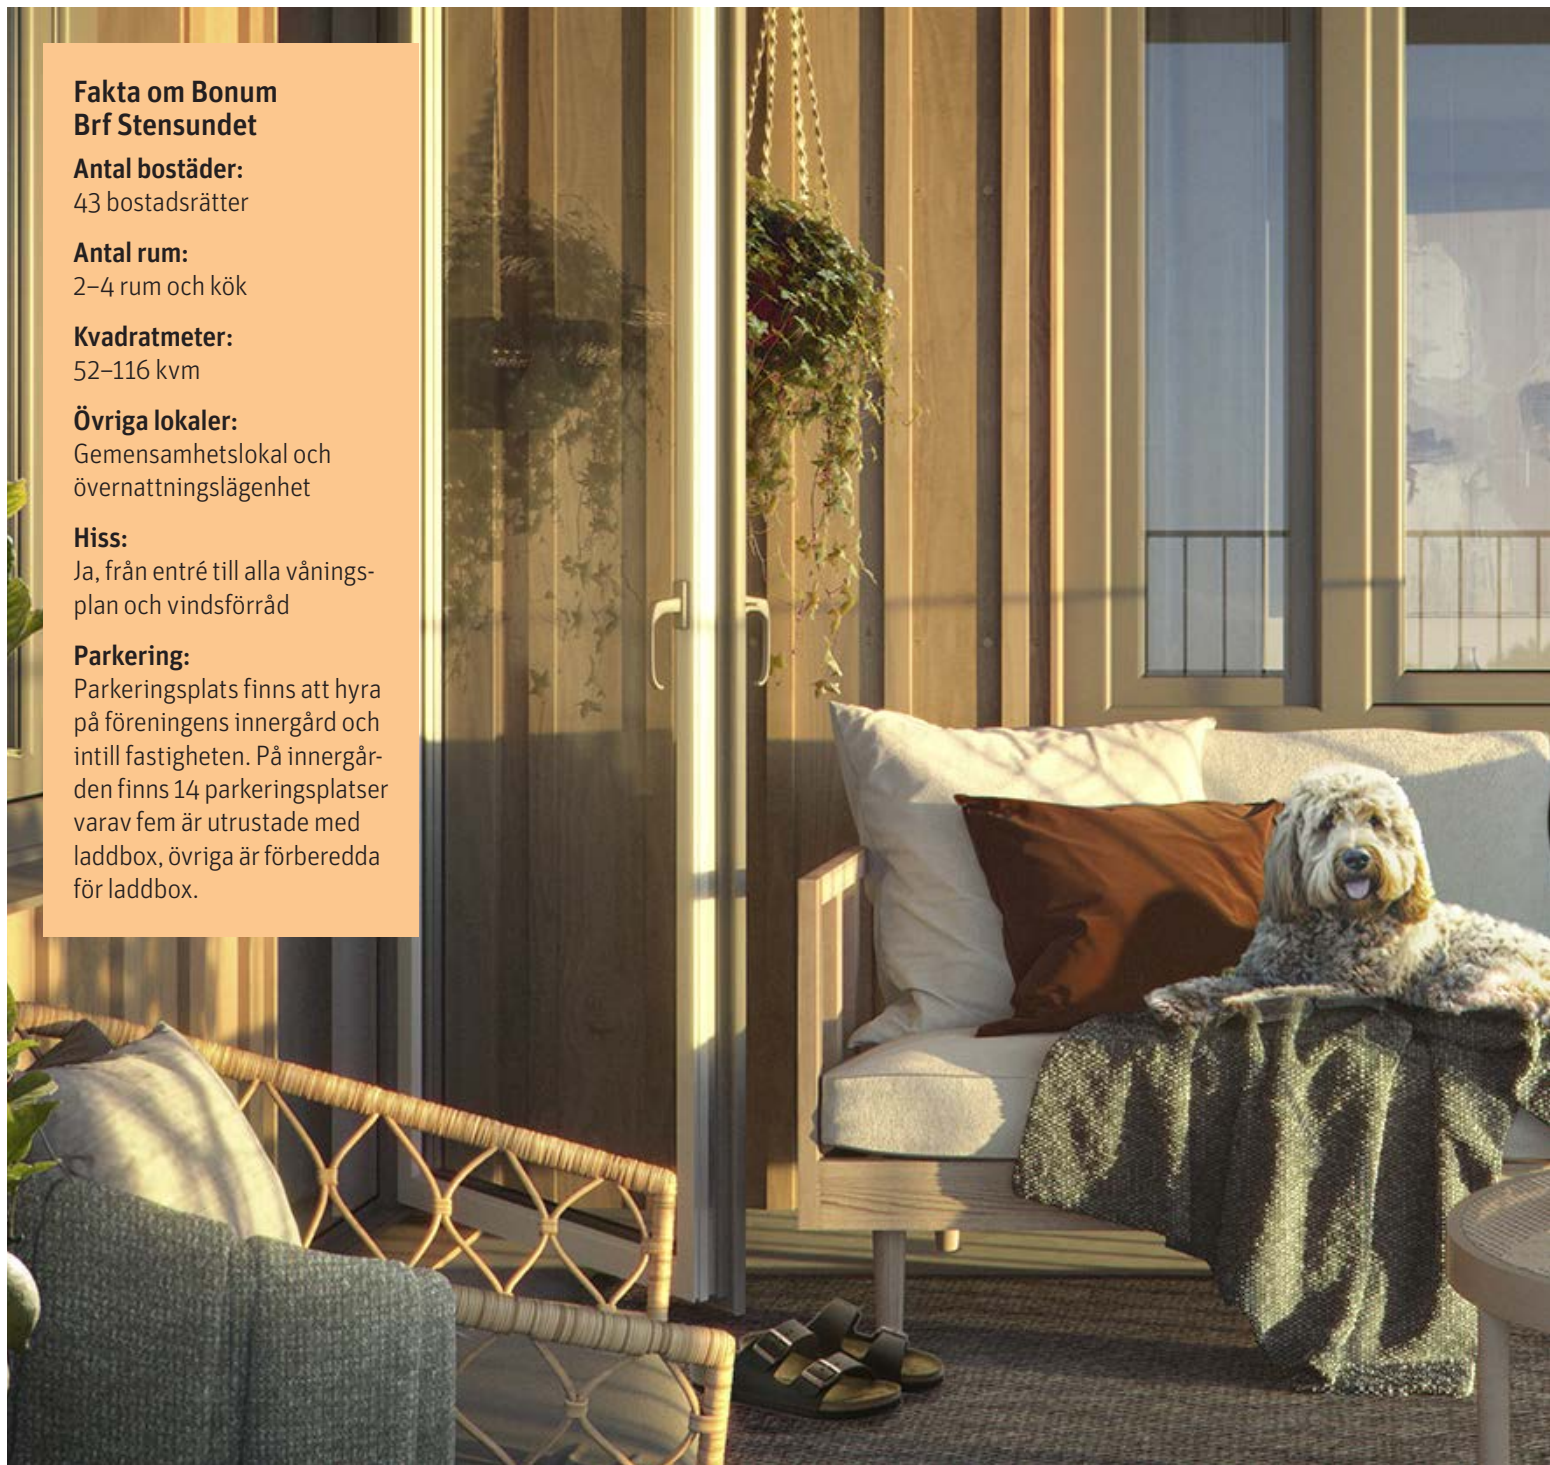 Fakta om Bonum
Brf Stensundet
Antal bostäder:
43 bostadsrätter
Antal rum:
2–4 rum och kök
Kvadratmeter:
52–116 kvm
Övriga lokaler:
Gemensamhetslokal och
övernattningslägenhet
Hiss:
Ja, från entré till alla vånings-
plan och vindsförråd
Parkering:
Parkeringsplats finns att hyra
på föreningens innergård och
intill fastigheten. På innergår-
den finns 14 parkeringsplatser
varav fem är utrustade med
laddbox, övriga är förberedda
för laddbox.